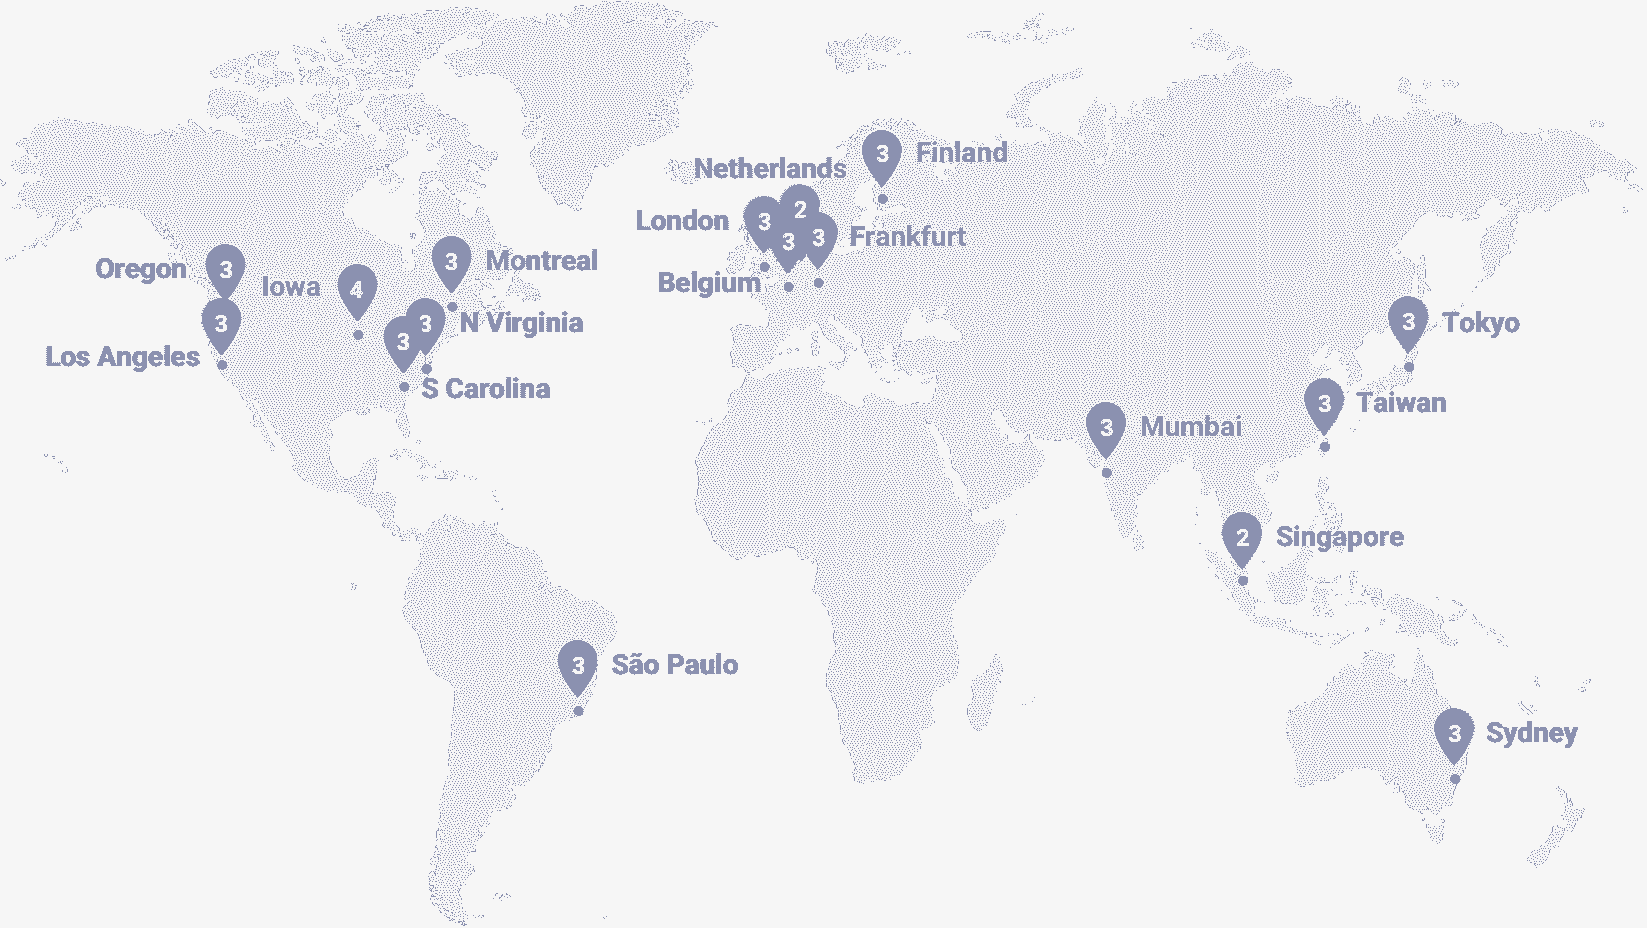 3 Finland
Netherlands
2
London 3
3 3 Frankfurt
Oregon 3
3 Montreal
Iowa 4
Belgium
3
3 N Virginia
3
Los Angeles
S Carolina
3 Tokyo
3 Taiwan
3 Mumbai
2 Singapore
3 São Paulo
3 Sydney